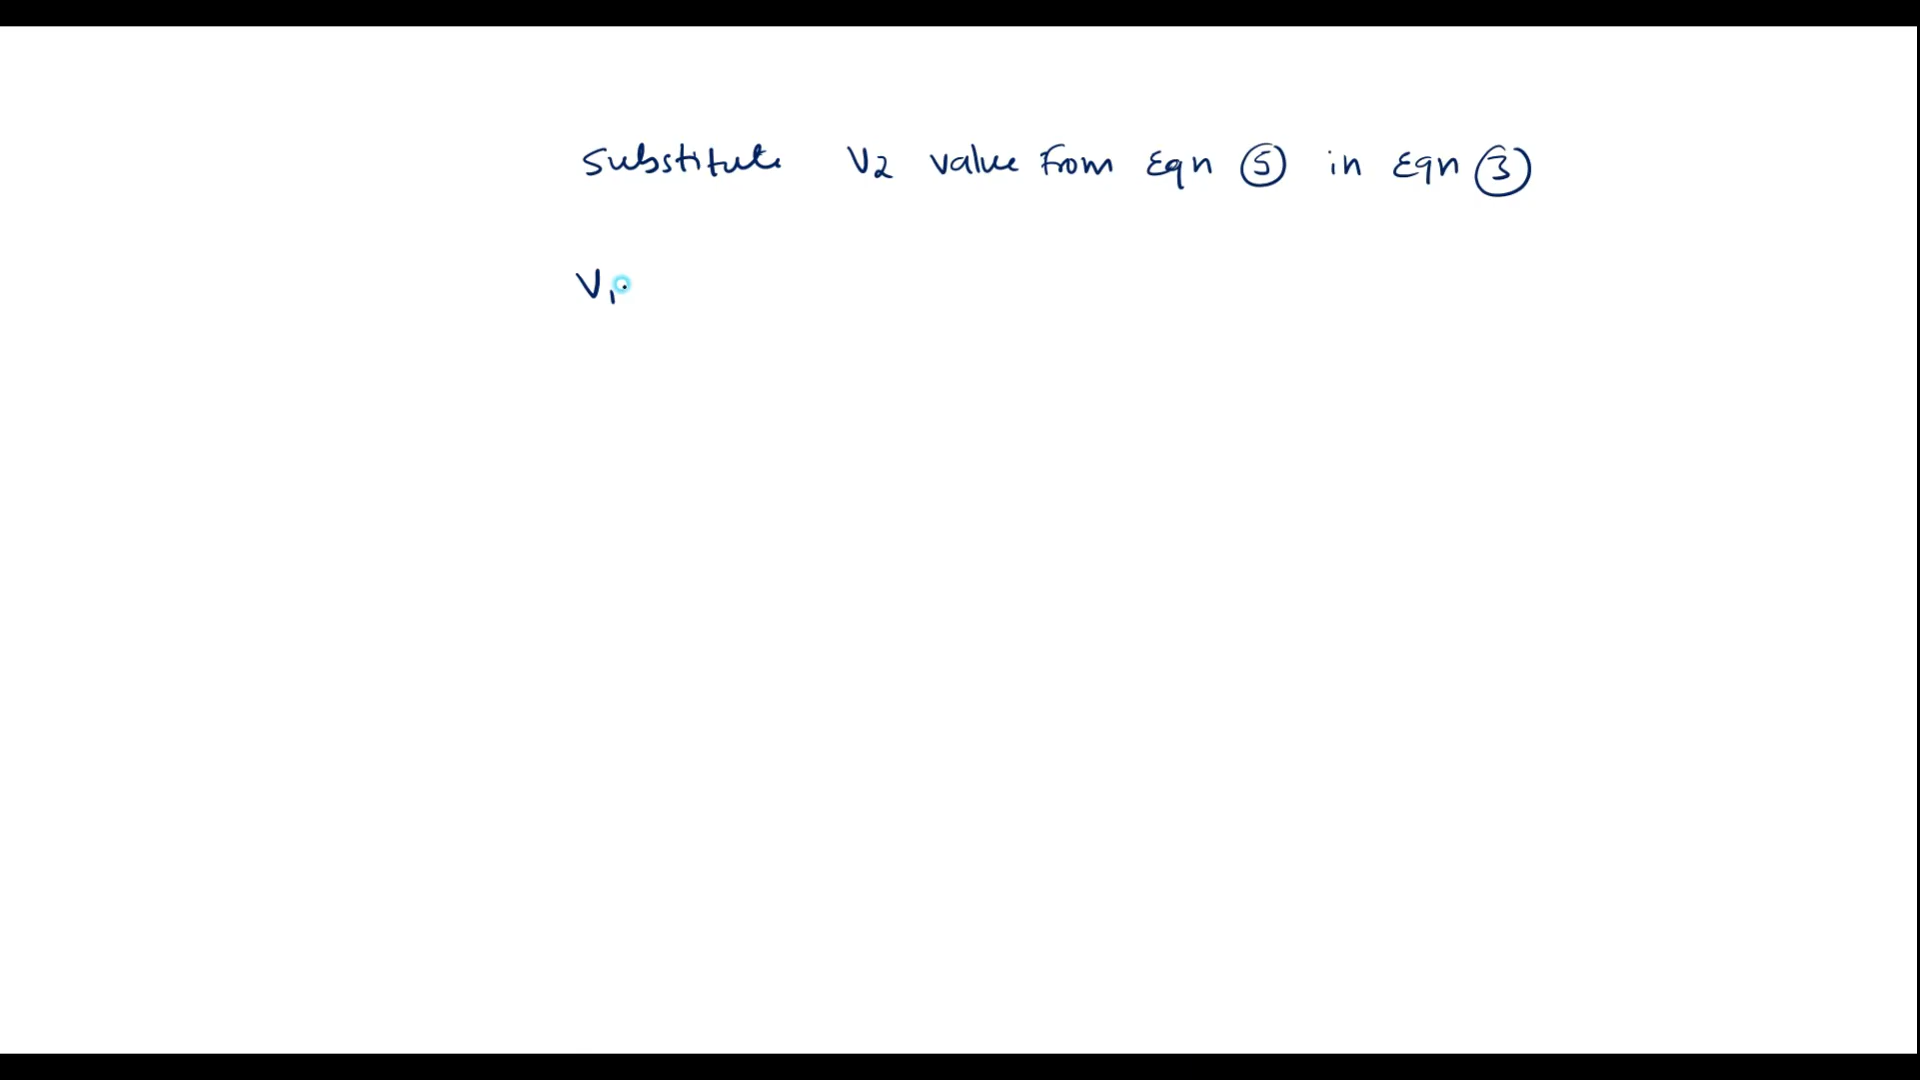 Substitute V2 value from Eqn ⑤ in Eqn ③
V1